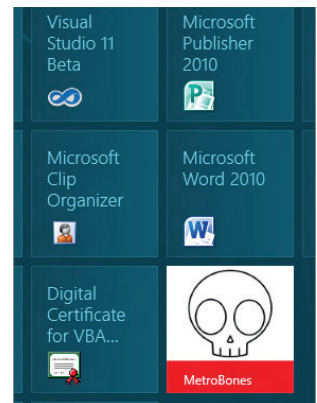 Visual
Studio 11
Beta
Microsoft
Publisher
2010
Microsoft
Clip
Organizer
Microsoft
Word 2010
Digital
Certificate
for VBA...
MetroBones